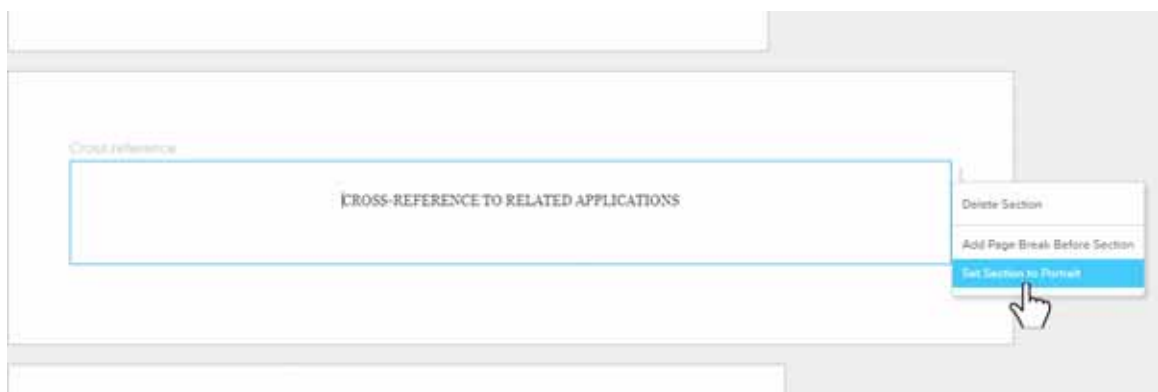 Cross reference
CROSS-REFERENCE TO RELATED APPLICATIONS
Delete Section
Add Page Break Before Section
Set Section to Portrait